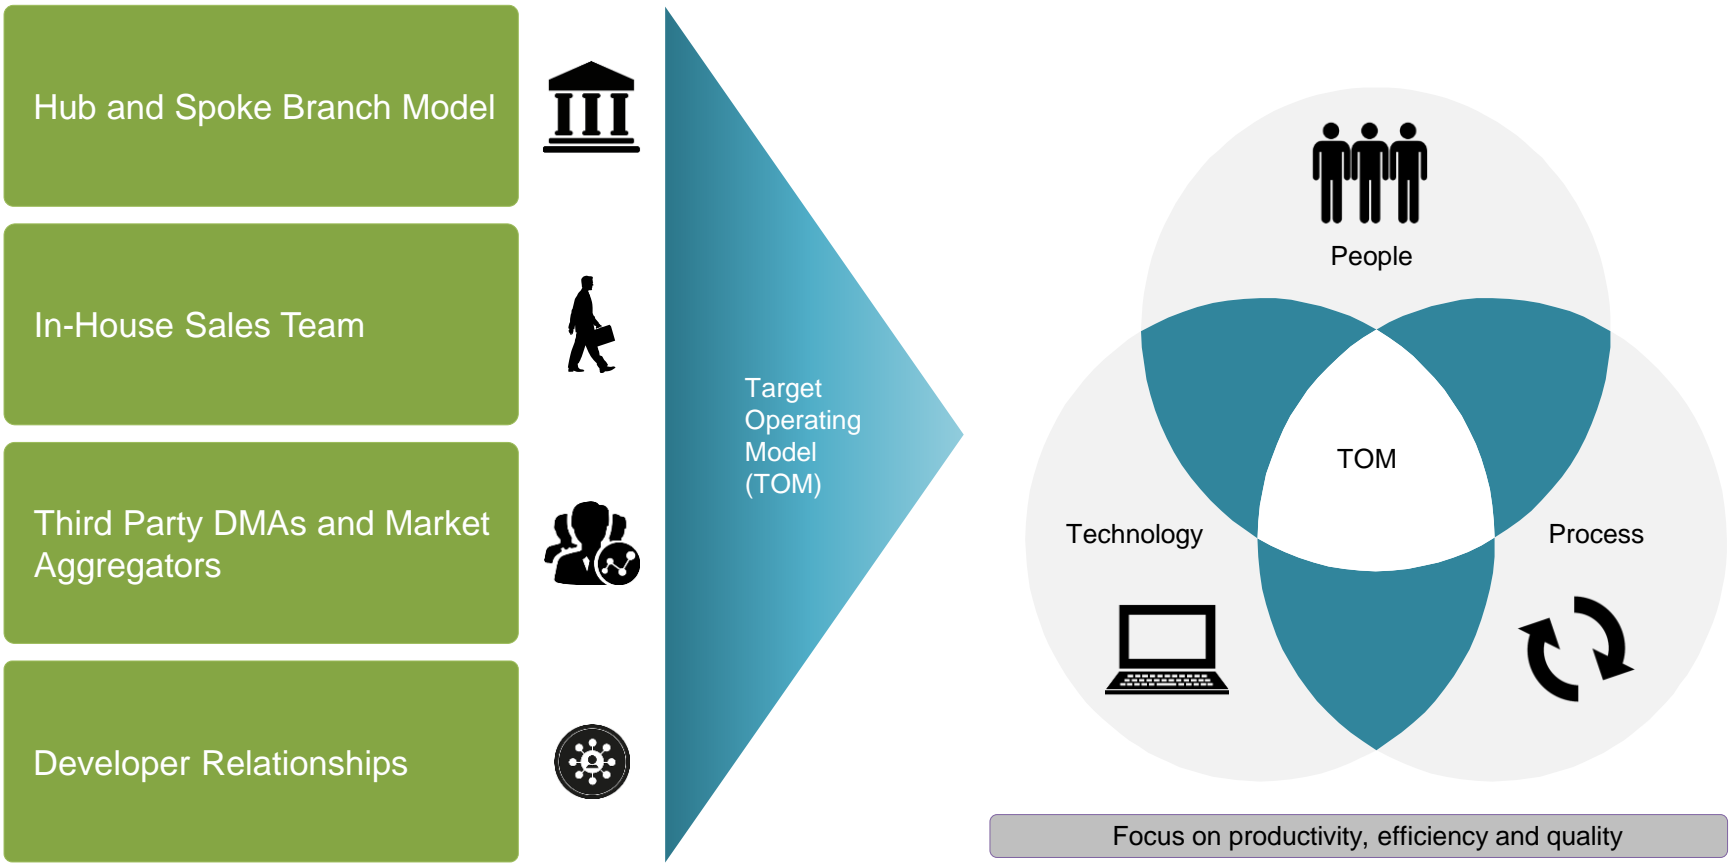 Hub and Spoke Branch Model
In-House Sales Team
Third Party DMAs and Market
Aggregators
Developer Relationships
Target
Operating
Model
(TOM)
People
TOM
Technology
Process
Focus on productivity, efficiency and quality